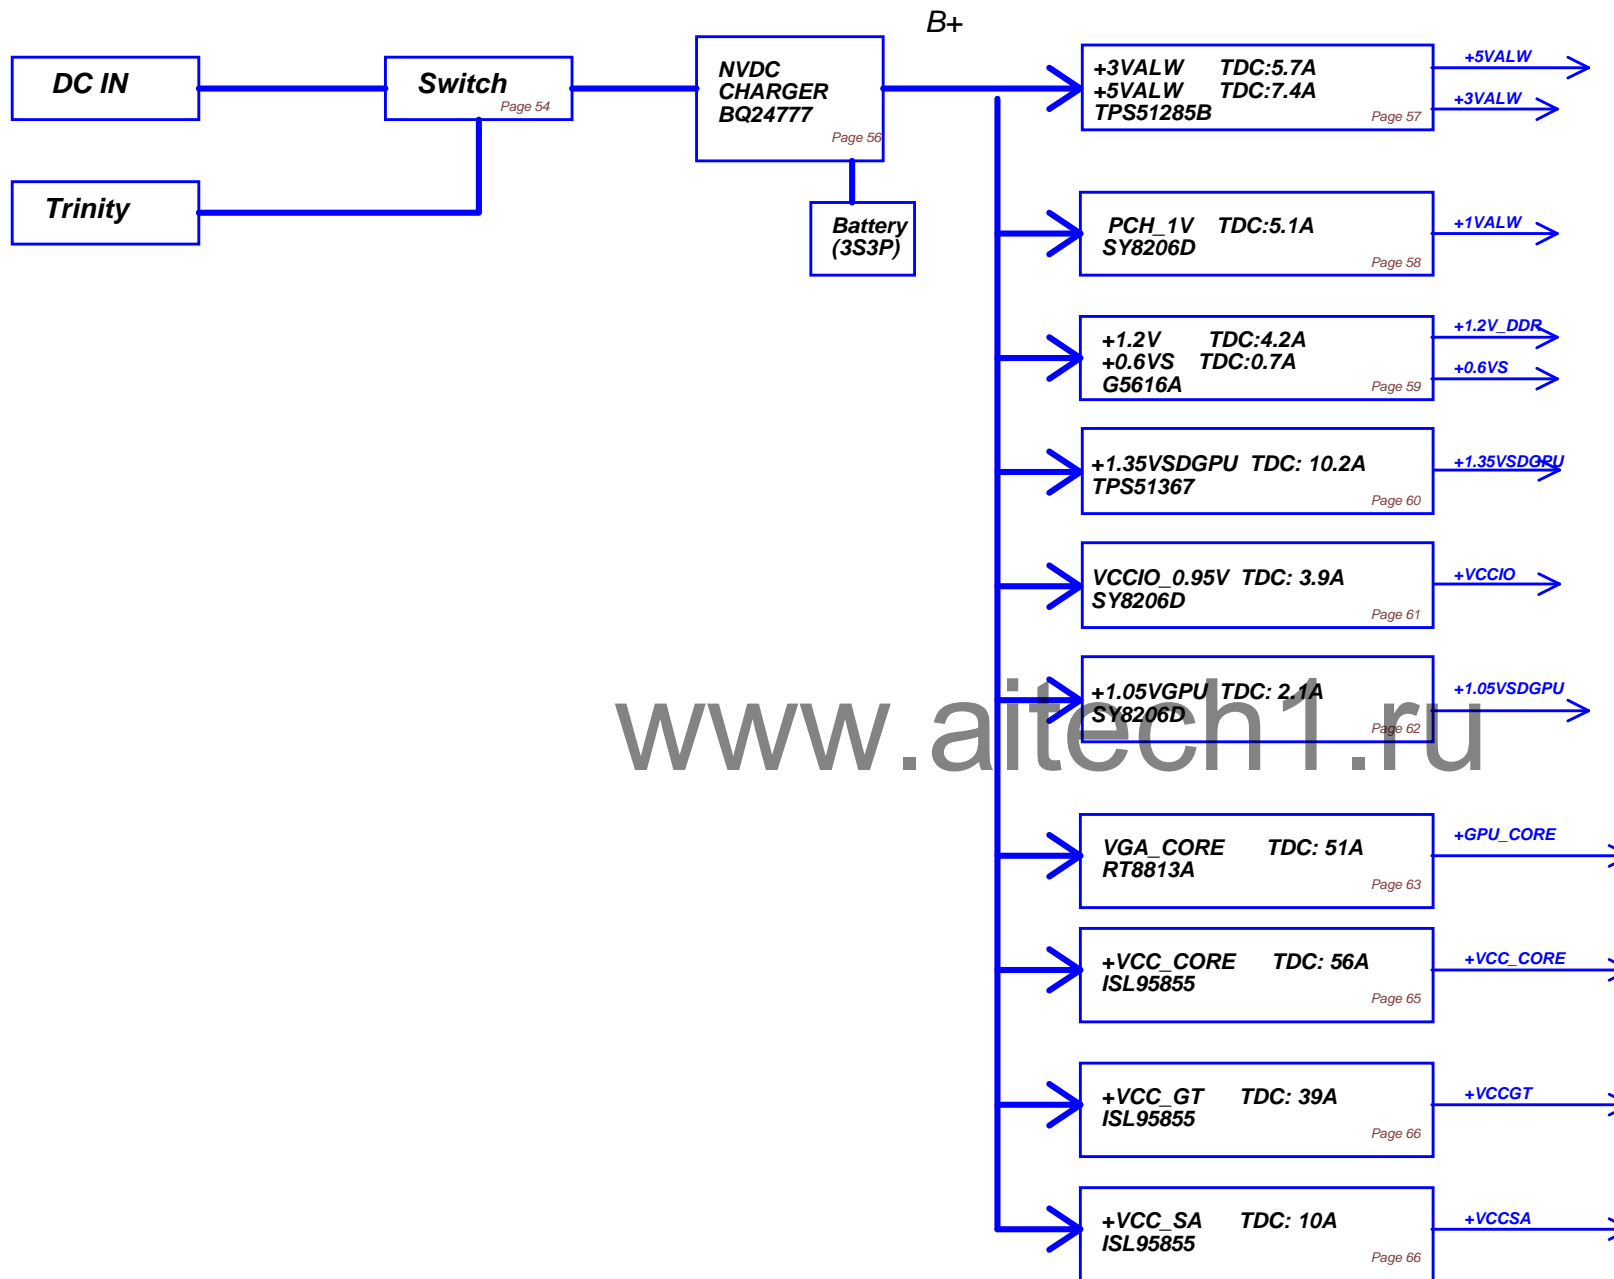 B+
DC IN
Switch
Page 54
NVDC
CHARGER
BQ24777
Page 56
Trinity
Battery
(3S3P)
+3VALW TDC:5.7A
+5VALW TDC:7.4A
TPS51285B
Page 57
+5VALW
+3VALW
PCH_1V TDC:5.1A
SY8206D
Page 58
+1VALW
+1.2V TDC:4.2A
+0.6VS TDC:0.7A
G5616A
Page 59
+1.2V_DDR
+0.6VS
+1.35VSDGPU TDC: 10.2A
TPS51367
Page 60
+1.35VSDGPU
VCCIO_0.95V TDC: 3.9A
SY8206D
Page 61
+VCCIO
+1.05VGPU TDC: 2.1A
SY8206D
Page 62
+1.05VSDGPU
www.aitech1.ru
VGA_CORE TDC: 51A
RT8813A
Page 63
+GPU_CORE
+VCC_CORE TDC: 56A
ISL95855
Page 65
+VCC_CORE
+VCC_GT TDC: 39A
ISL95855
Page 66
+VCCGT
+VCC_SA TDC: 10A
ISL95855
Page 66
+VCCSA